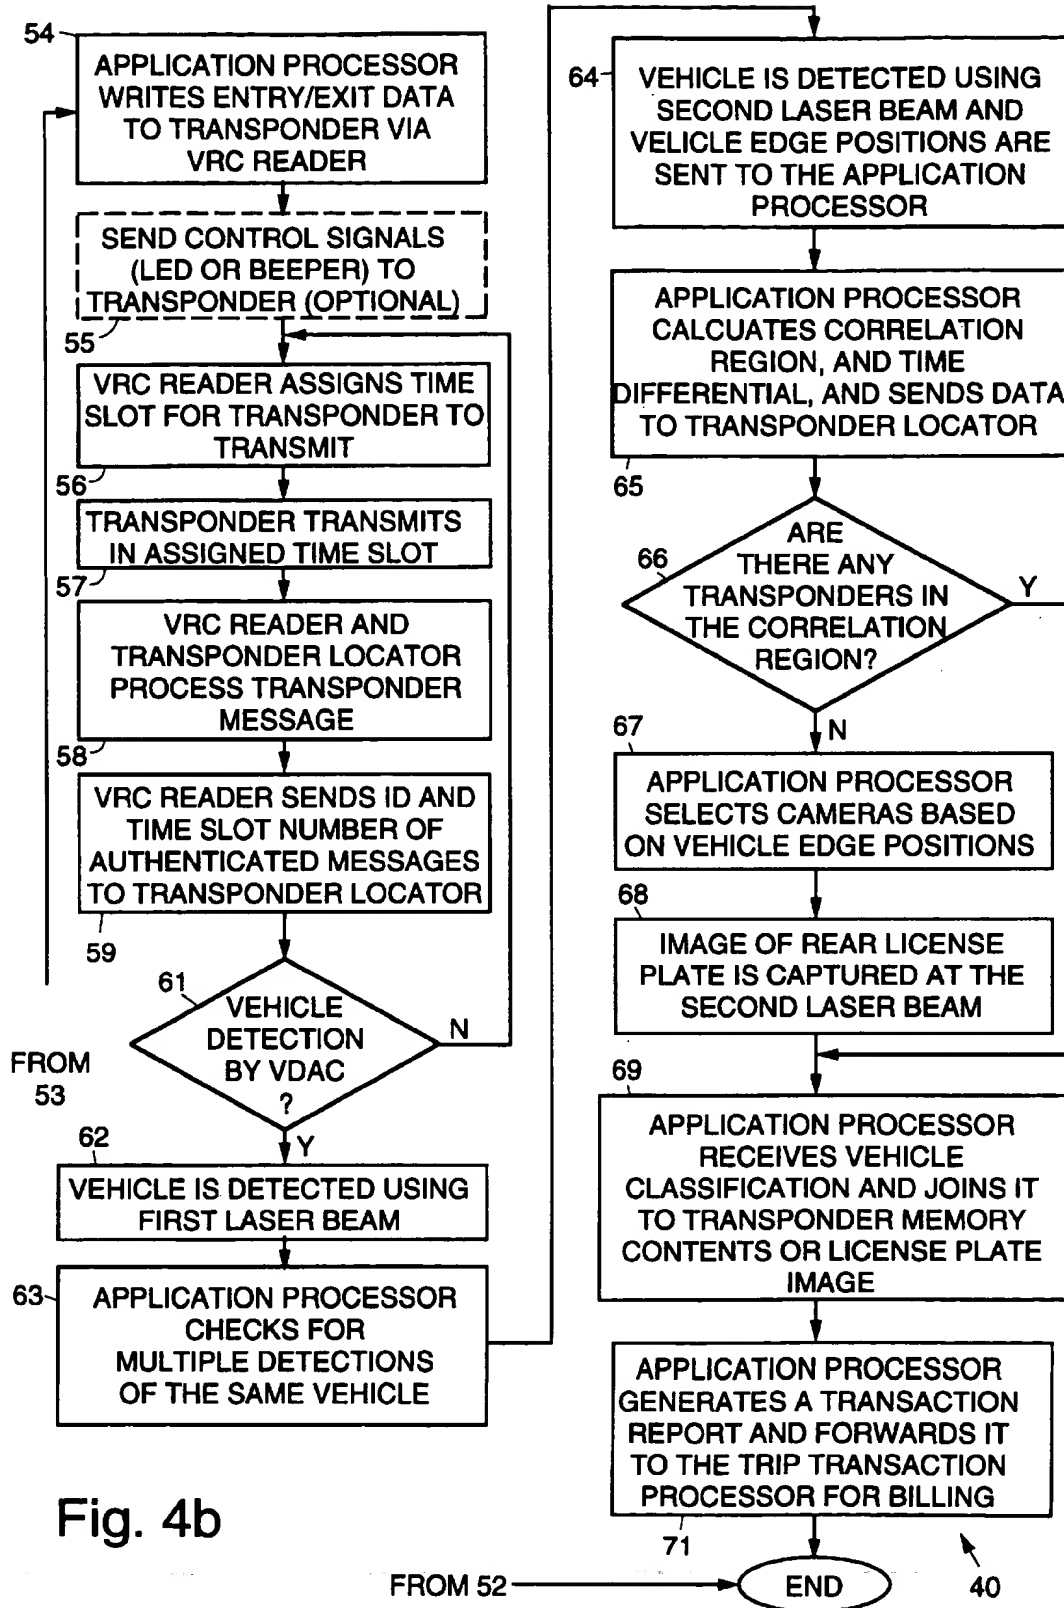 54
APPLICATION PROCESSOR
WRITES ENTRY/EXIT DATA
TO TRANSPONDER VIA
VRC READER
SEND CONTROL SIGNALS
(LED OR BEEPER) TO
TRANSPONDER (OPTIONAL)
55
VRC READER ASSIGNS TIME
SLOT FOR TRANSPONDER TO
TRANSMIT
56
TRANSPONDER TRANSMITS
IN ASSIGNED TIME SLOT
57
VRC READER AND
TRANSPONDER LOCATOR
PROCESS TRANSPONDER
MESSAGE
58
VRC READER SENDS ID AND
TIME SLOT NUMBER OF
AUTHENTICATED MESSAGES
TO TRANSPONDER LOCATOR
59
61
VEHICLE
DETECTION
BY VDAC
?
N
FROM
53
Y
62
VEHICLE IS DETECTED USING
FIRST LASER BEAM
63
APPLICATION PROCESSOR
CHECKS FOR
MULTIPLE DETECTIONS
OF THE SAME VEHICLE
64
VEHICLE IS DETECTED USING
SECOND LASER BEAM AND
VELICLE EDGE POSITIONS ARE
SENT TO THE APPLICATION
PROCESSOR
APPLICATION PROCESSOR
CALCUATES CORRELATION
REGION, AND TIME
DIFFERENTIAL, AND SENDS DATA
TO TRANSPONDER LOCATOR
65
66
ARE
THERE ANY
TRANSPONDERS IN
THE CORRELATION
REGION?
Y
N
67
APPLICATION PROCESSOR
SELECTS CAMERAS BASED
ON VEHICLE EDGE POSITIONS
68
IMAGE OF REAR LICENSE
PLATE IS CAPTURED AT THE
SECOND LASER BEAM
69
APPLICATION PROCESSOR
RECEIVES VEHICLE
CLASSIFICATION AND JOINS IT
TO TRANSPONDER MEMORY
CONTENTS OR LICENSE PLATE
IMAGE
APPLICATION PROCESSOR
GENERATES A TRANSACTION
REPORT AND FORWARDS IT
TO THE TRIP TRANSACTION
PROCESSOR FOR BILLING
71
Fig. 4b
FROM 52
END
40